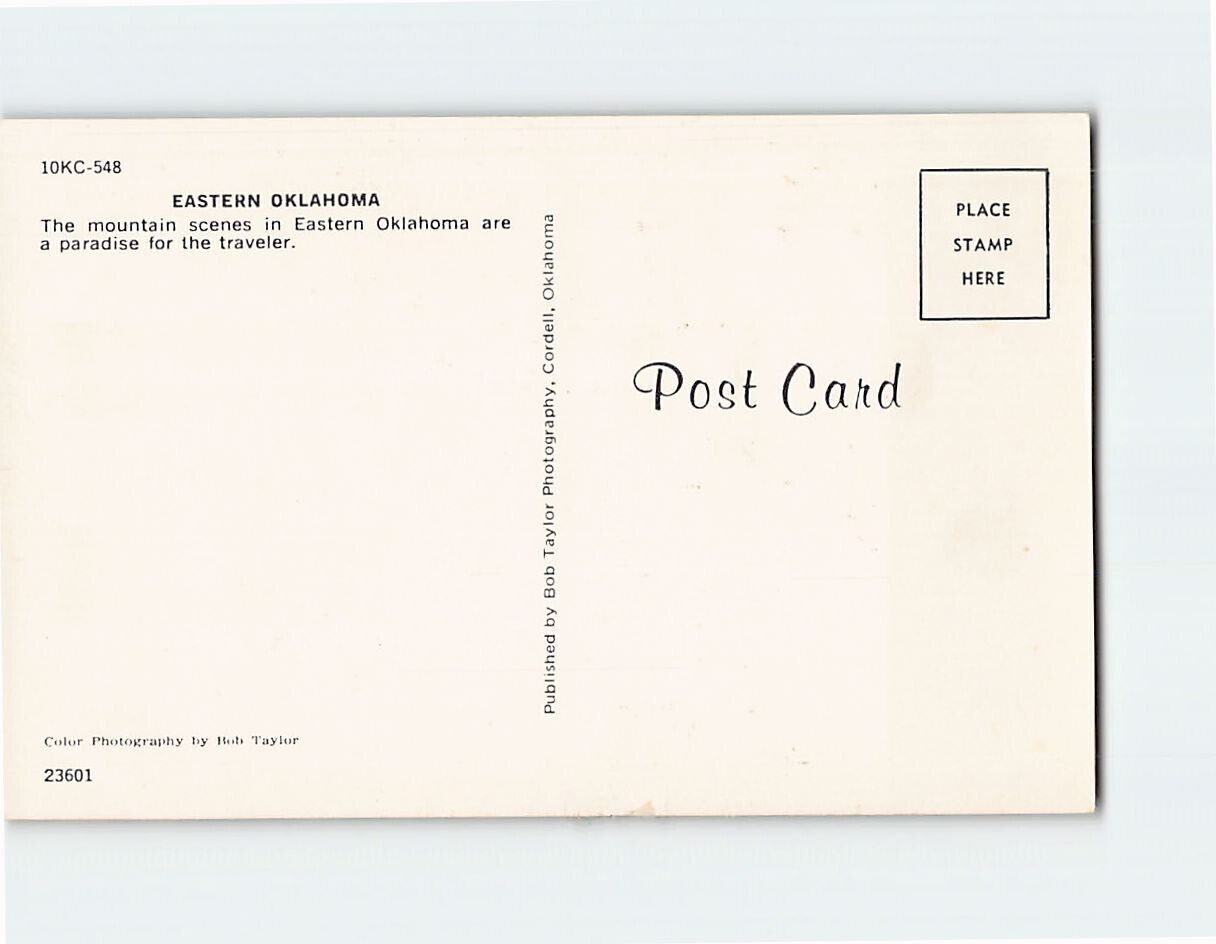 10KC-548
EASTERN OKLAHOMA
The mountain scenes in Eastern Oklahoma are
a paradise for the traveler.
Color Photography by Bob Taylor
23601
Published by Bob Taylor Photography, Cordell, Oklahoma
PLACE
STAMP
HERE
Post Card